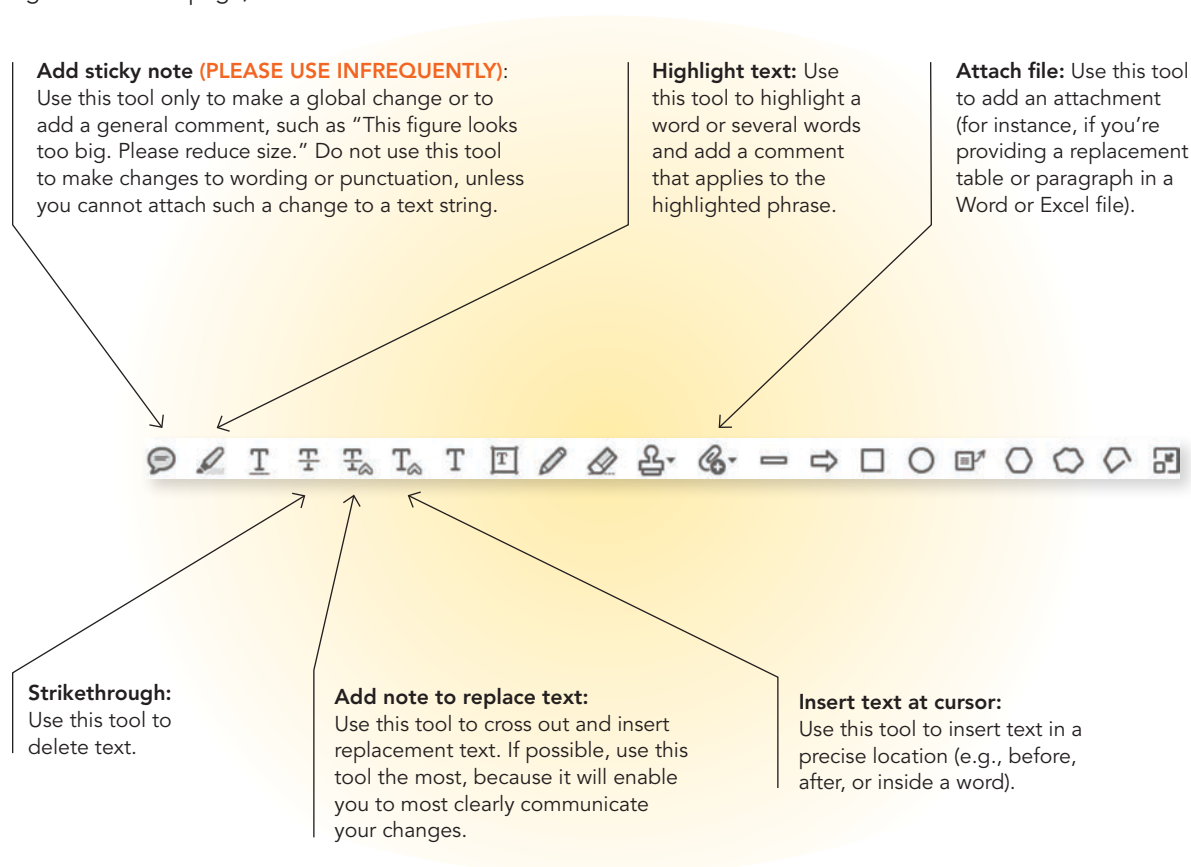 Add sticky note (PLEASE USE INFREQUENTLY):
Use this tool only to make a global change or to
add a general comment, such as “This figure looks
too big. Please reduce size.” Do not use this tool
to make changes to wording or punctuation, unless
you cannot attach such a change to a text string.
Highlight text: Use
this tool to highlight a
word or several words
and add a comment
that applies to the
highlighted phrase.
Attach file: Use this tool
to add an attachment
(for instance, if you’re
providing a replacement
table or paragraph in a
Word or Excel file).
T T T T T T
Strikethrough:
Use this tool to
delete text.
Add note to replace text:
Use this tool to cross out and insert
replacement text. If possible, use this
tool the most, because it will enable
you to most clearly communicate
your changes.
Insert text at cursor:
Use this tool to insert text in a
precise location (e.g., before,
after, or inside a word).